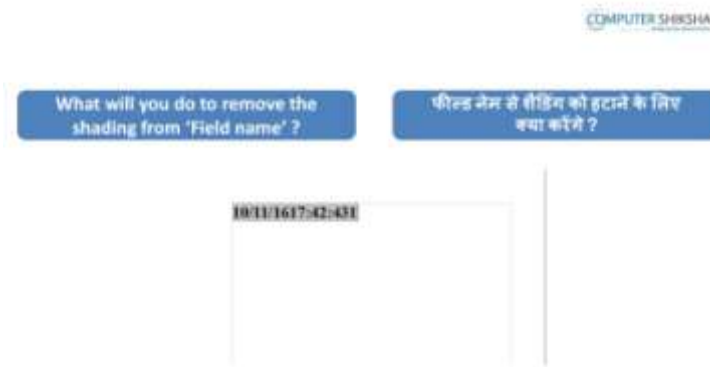 COMPUTER SHIKSHA
What will you do to remove the
shading from ‘Field name’ ?
फील्ड नेम से शैडिंग को हटाने के लिए
क्या करेंगे ?
10/11/1617:42:431